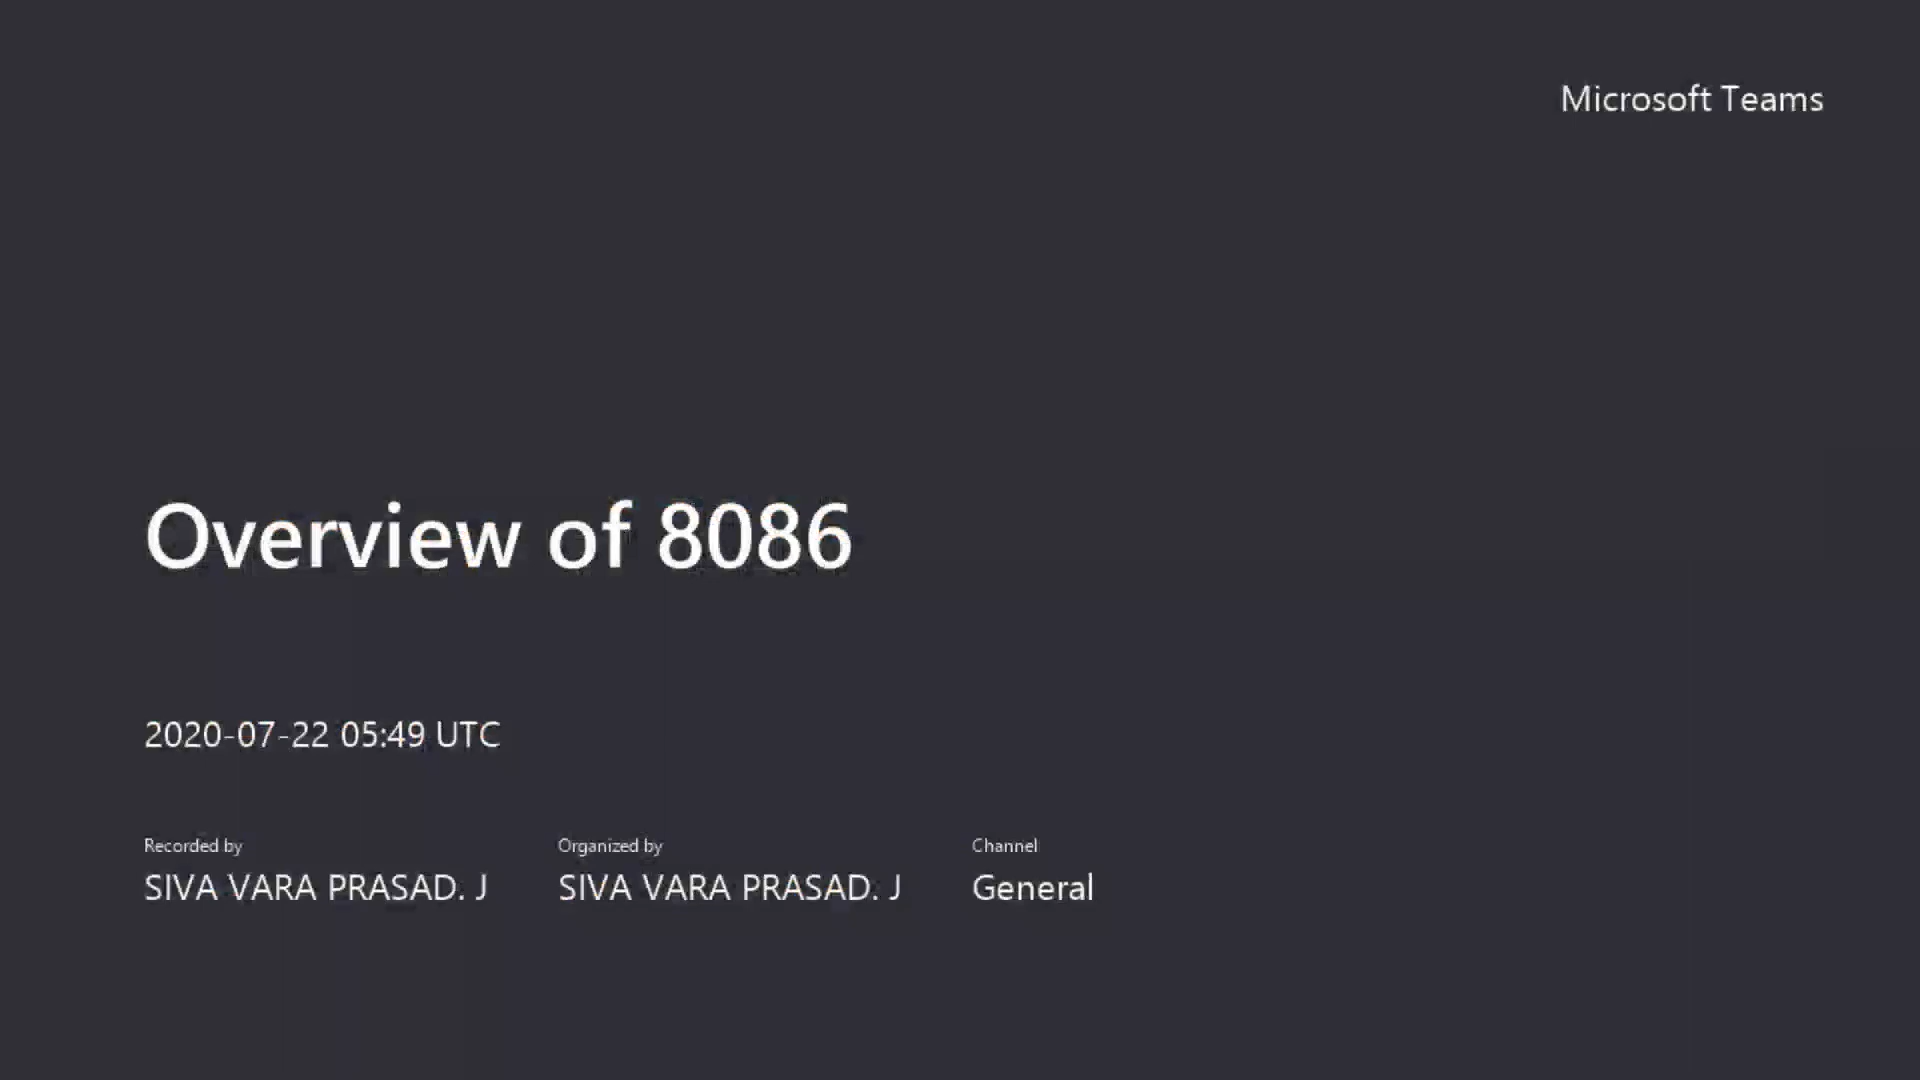 Microsoft Teams
Overview of 8086
2020-07-22 05:49 UTC
Recorded by
SIVA VARA PRASAD. J
Organized by
SIVA VARA PRASAD. J
Channel
General